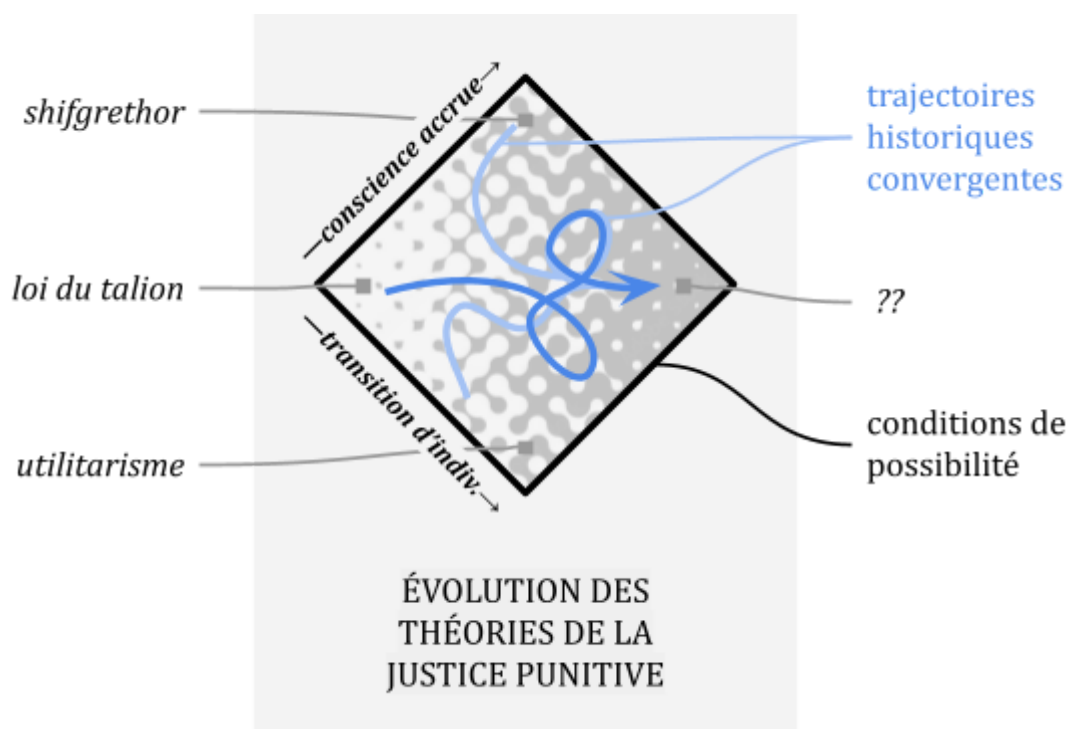 shifgrethor
—conscience accrue→
trajectoires
historiques
convergentes
loi du talion
??
—transition d'indiv.→
conditions de
possibilité
utilitarisme
ÉVOLUTION DES
THÉORIES DE LA
JUSTICE PUNITIVE